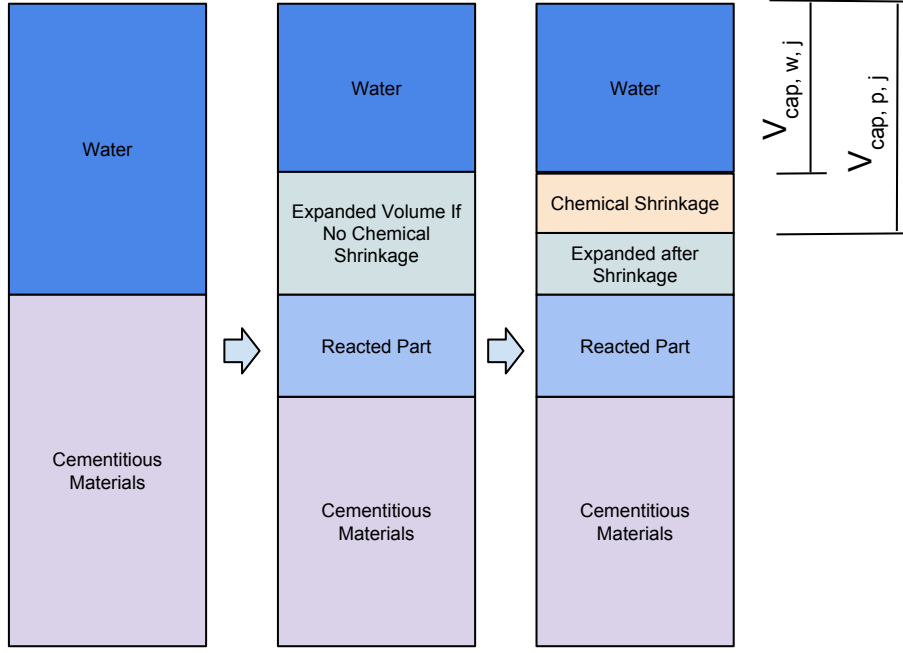 Water
Cementitious
Materials
Water
Expanded Volume If
No Chemical
Shrinkage
Reacted Part
Cementitious
Materials
Water
Chemical Shrinkage
Expanded after
Shrinkage
Reacted Part
Cementitious
Materials
Vcap, w, j
Vcap, p, j